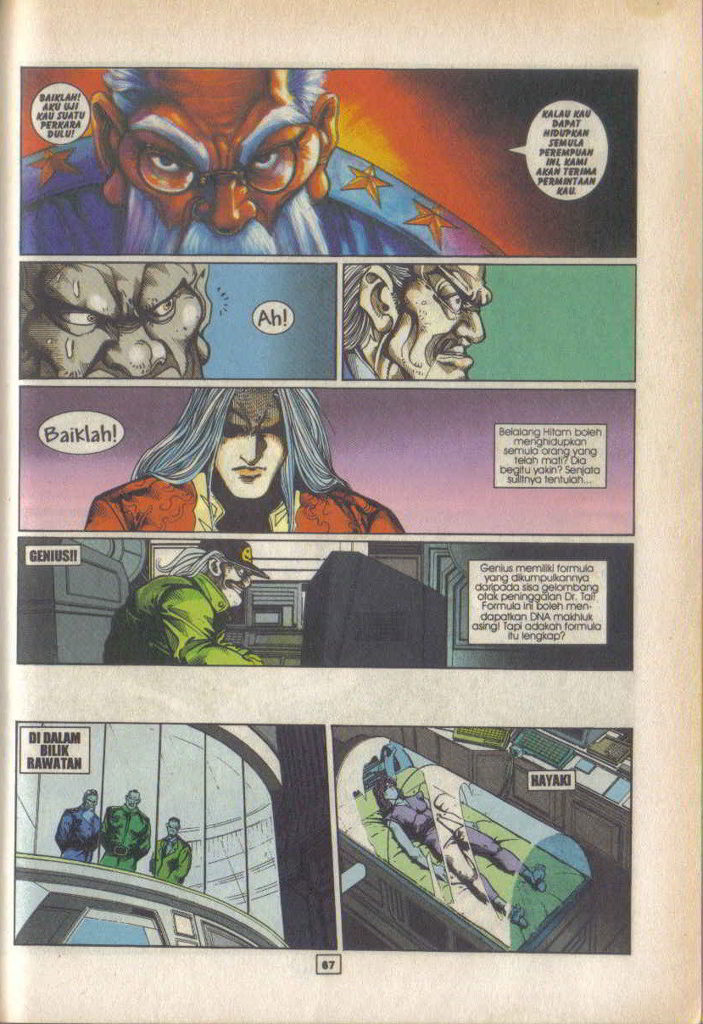 BAIKLAH!
AKU UJI
KAU SUATU
PERKARA
DULU!
KALAU KAU
DAPAT
HIDUPKAN
SEMULA
PEREMPUAN
INI, KAMI
AKAN TERIMA
PERMINTAAN
KAU.
Ah!
Baiklah!
Belalang Hitam boleh
menghidupkan
semula orang yang
telah mati? Dia
begitu yakin? Senjata
sulitnya tentulah...
GENIUS!!
Genius memiliki formula
yang dikumpulkannya
daripada sisa gelombang
otak peninggalan Dr. Tai!
Formula ini boleh men-
dapatkan DNA makhluk
asing! Tapi adakah formula
itu lengkap?
DI DALAM
BILIK
RAWATAN
HAYAKI
67